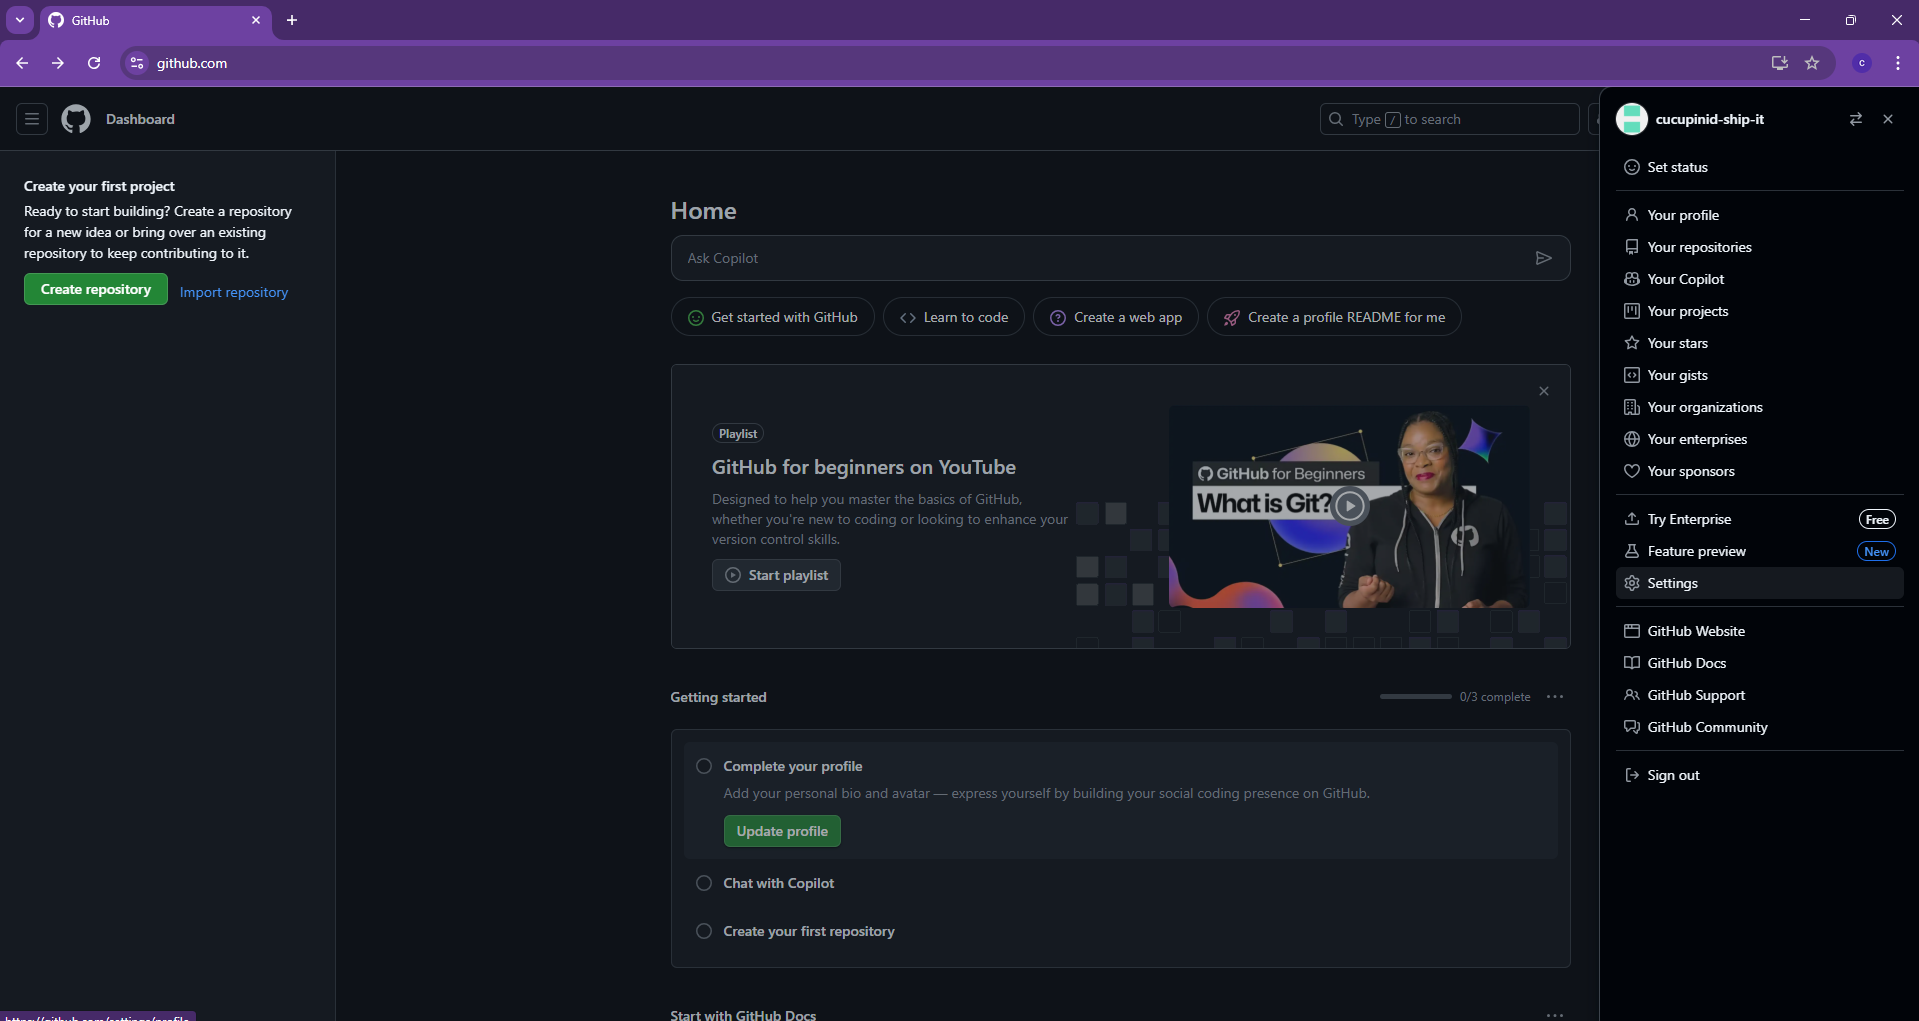 GitHub
github.com
c
Dashboard
Type / to search
cucupinid-ship-it
Create your first project
Ready to start building? Create a repository
for a new idea or bring over an existing
repository to keep contributing to it.
Create repository
Import repository
Home
Ask Copilot
Get started with GitHub
Learn to code
Create a web app
Create a profile README for me
Playlist
GitHub for beginners on YouTube
Designed to help you master the basics of GitHub,
whether you're new to coding or looking to enhance your
version control skills.
Start playlist
GitHub for Beginners
What is Git?
Getting started
0/3 complete
Complete your profile
Add your personal bio and avatar — express yourself by building your social coding presence on GitHub.
Update profile
Chat with Copilot
Create your first repository
Start with GitHub Docs
Set status
Your profile
Your repositories
Your Copilot
Your projects
Your stars
Your gists
Your organizations
Your enterprises
Your sponsors
Try Enterprise
Free
Feature preview
New
Settings
GitHub Website
GitHub Docs
GitHub Support
GitHub Community
Sign out
https://github.com/settings/profile